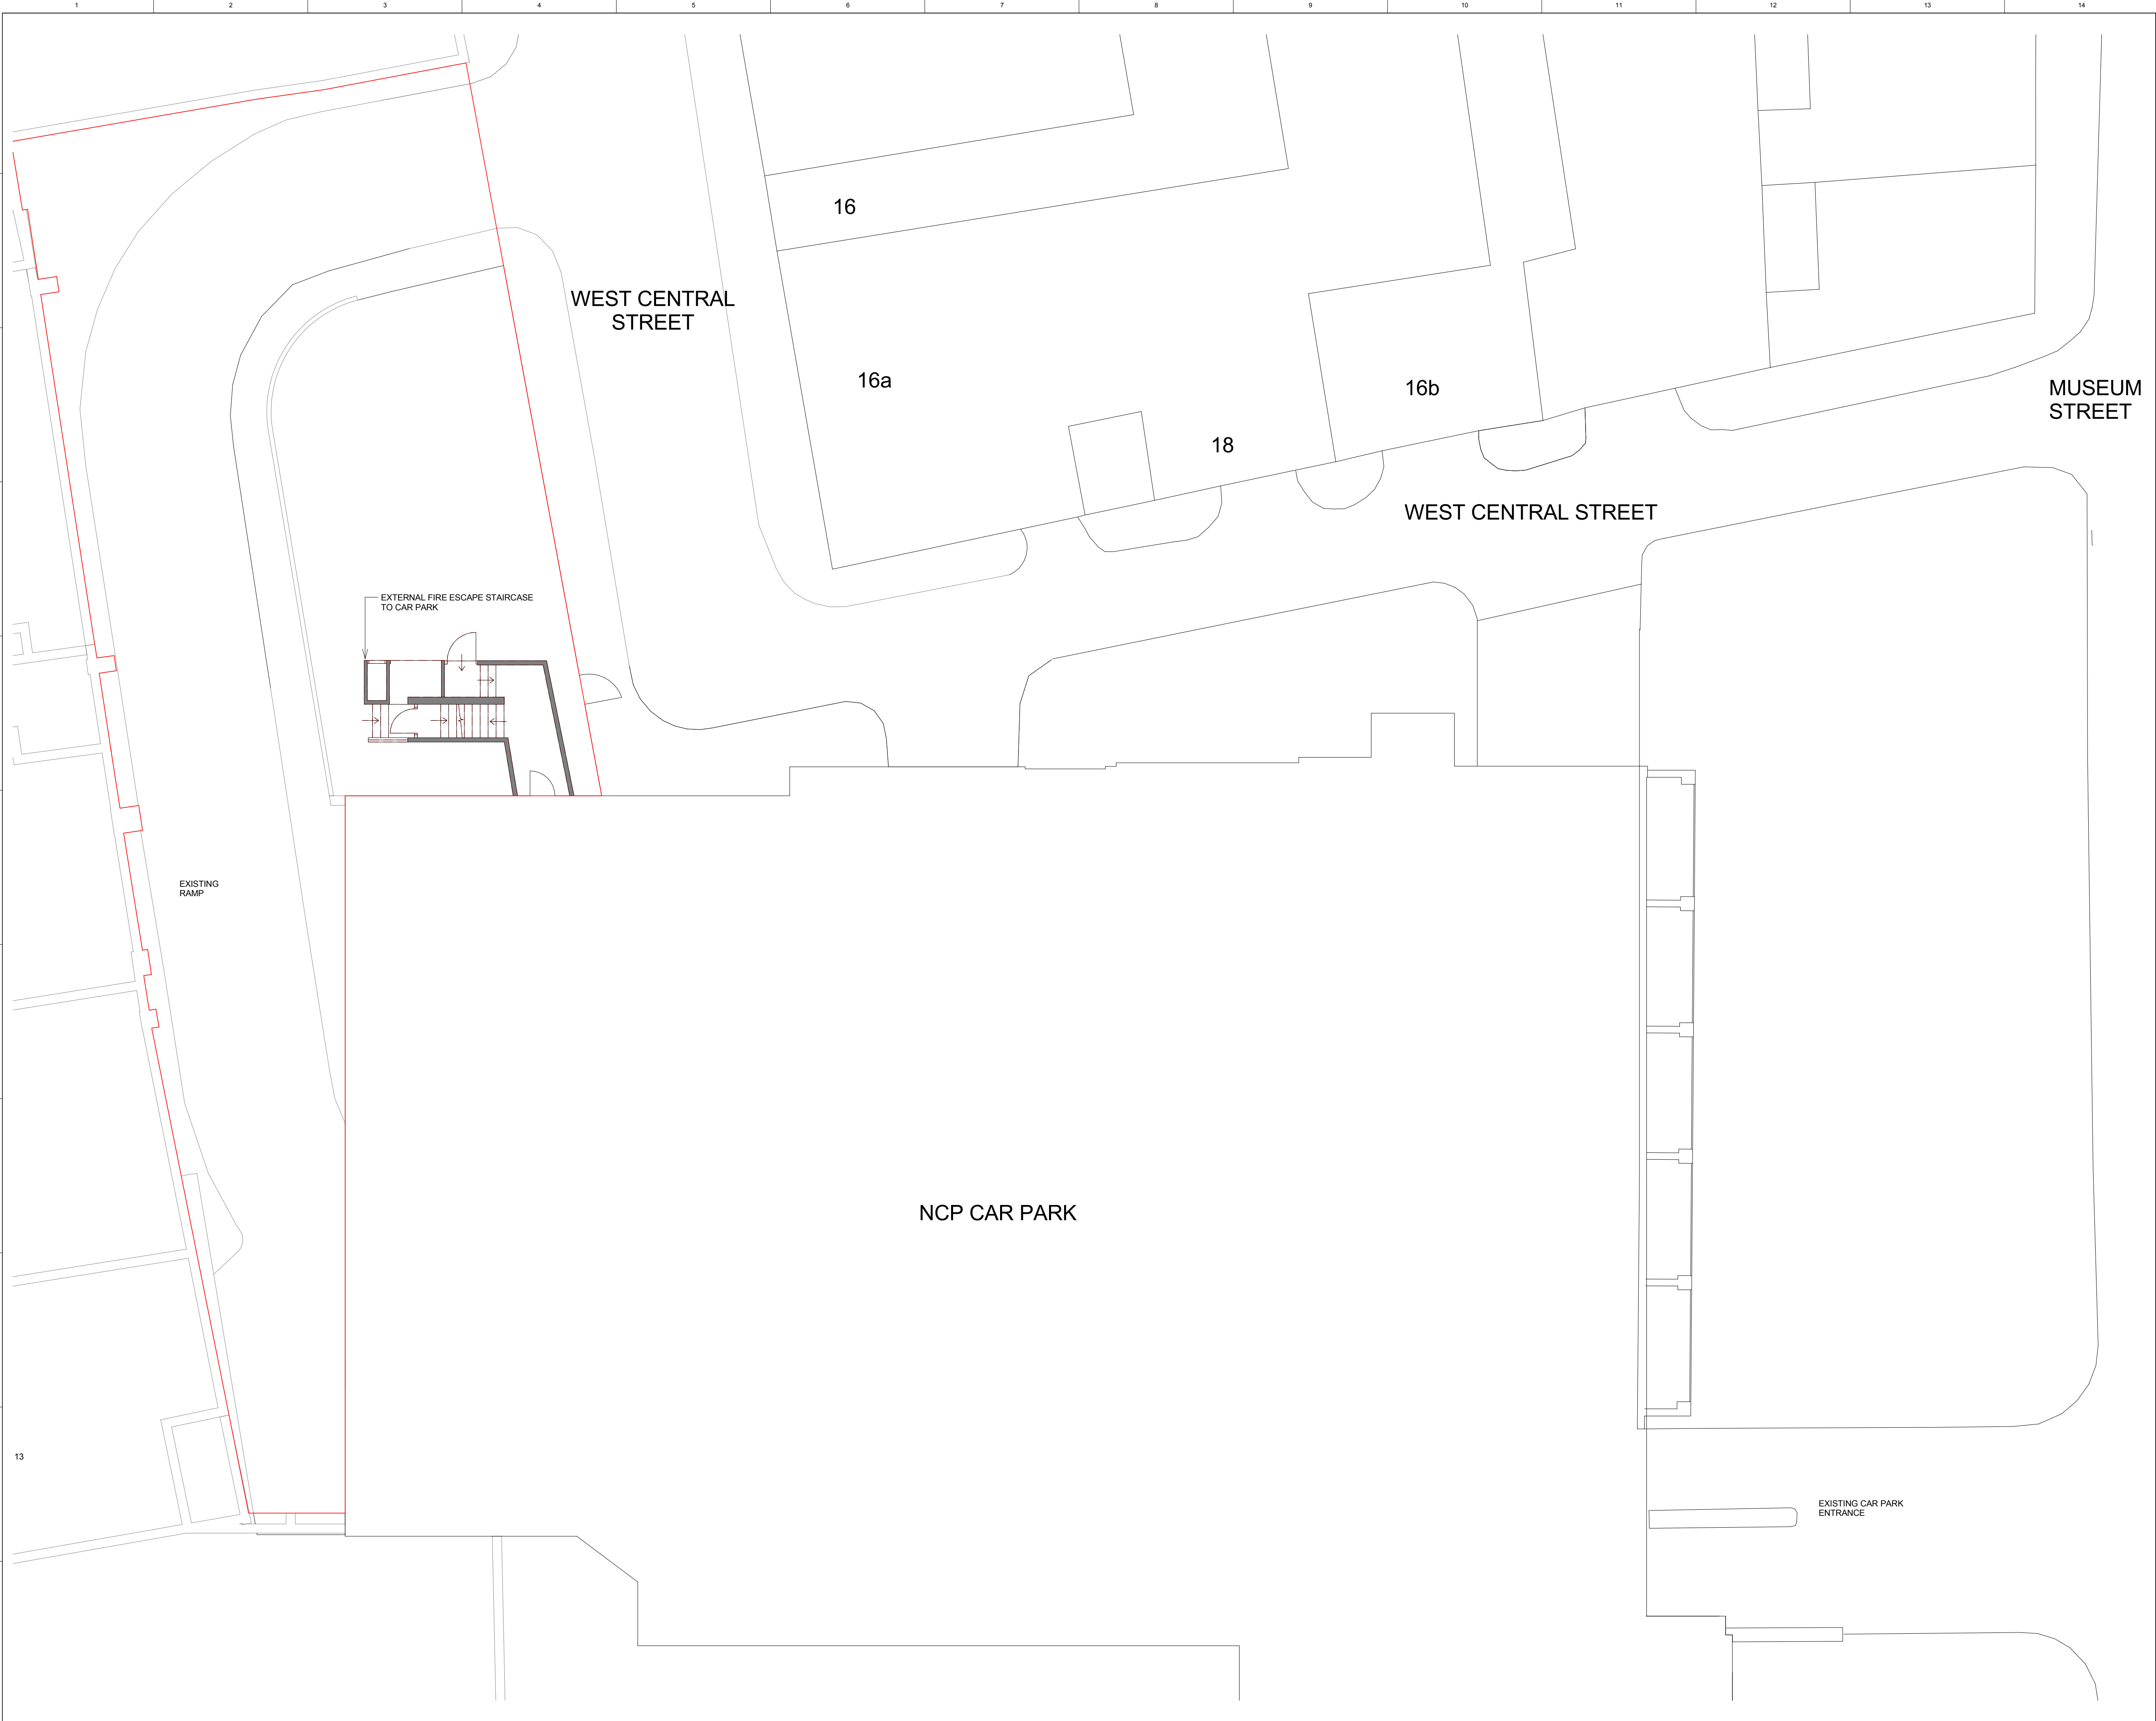 1 2 3 4 5 6 7 8 9 10 11 12 13 14
16
WEST CENTRAL
STREET
16a
16b
MUSEUM
STREET
18
WEST CENTRAL STREET
EXTERNAL FIRE ESCAPE STAIRCASE
TO CAR PARK
EXISTING
RAMP
NCP CAR PARK
13
EXISTING CAR PARK
ENTRANCE